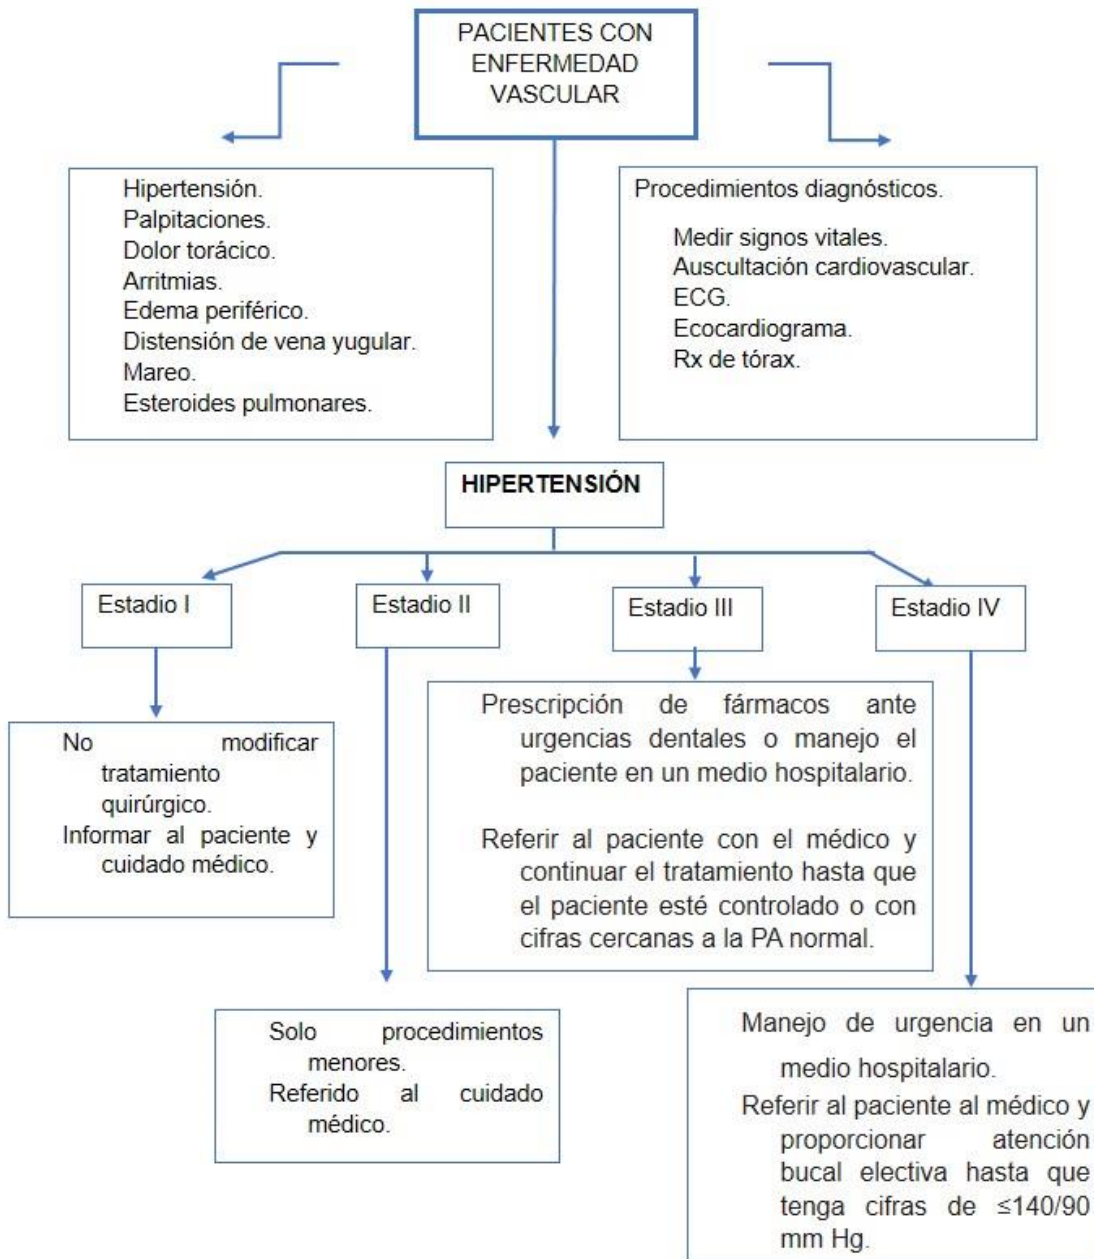 PACIENTES CON
ENFERMEDAD
VASCULAR
Hipertensión.
Palpitaciones.
Dolor torácico.
Arritmias.
Edema periférico.
Distensión de vena yugular.
Mareo.
Esteroides pulmonares.
Procedimientos diagnósticos.
Medir signos vitales.
Auscultación cardiovascular.
ECG.
Ecocardiograma.
Rx de tórax.
HIPERTENSIÓN
Estadio I
Estadio II
Estadio III
Estadio IV
No modificar
tratamiento
quirúrgico.
Informar al paciente y
cuidado médico.
Prescripción de fármacos ante
urgencias dentales o manejo el
paciente en un medio hospitalario.
Referir al paciente con el médico y
continuar el tratamiento hasta que
el paciente esté controlado o con
cifras cercanas a la PA normal.
Solo procedimientos
menores.
Referido al cuidado
médico.
Manejo de urgencia en un
medio hospitalario.
Referir al paciente al médico y
proporcionar atención
bucal electiva hasta que
tenga cifras de ≤140/90
mm Hg.